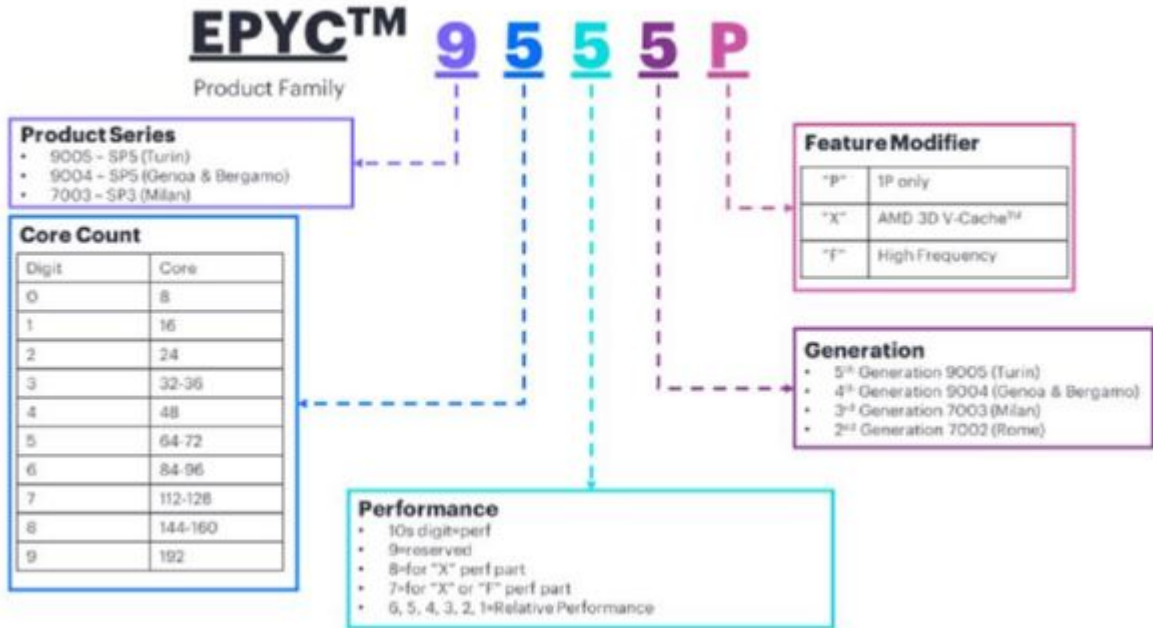 EPYC™ 9 5 5 5 P
Product Family
Product Series
• 9005 – SP5 (Turin)
• 9004 – SP5 (Genoa & Bergamo)
• 7003 – SP3 (Milan)
Core Count
Digit Core
0 8
1 16
2 24
3 32-36
4 48
5 64-72
6 84-96
7 112-128
8 144-160
9 192
Feature Modifier
"P" 1P only
"X" AMD 3D V-Cache™
"F" High Frequency
Generation
• 5th Generation 9005 (Turin)
• 4th Generation 9004 (Genoa & Bergamo)
• 3rd Generation 7003 (Milan)
• 2nd Generation 7002 (Rome)
Performance
• 10s digit=perf
• 9=reserved
• 8=for "X" perf part
• 7=for "X" or "F" perf part
• 6, 5, 4, 3, 2, 1=Relative Performance